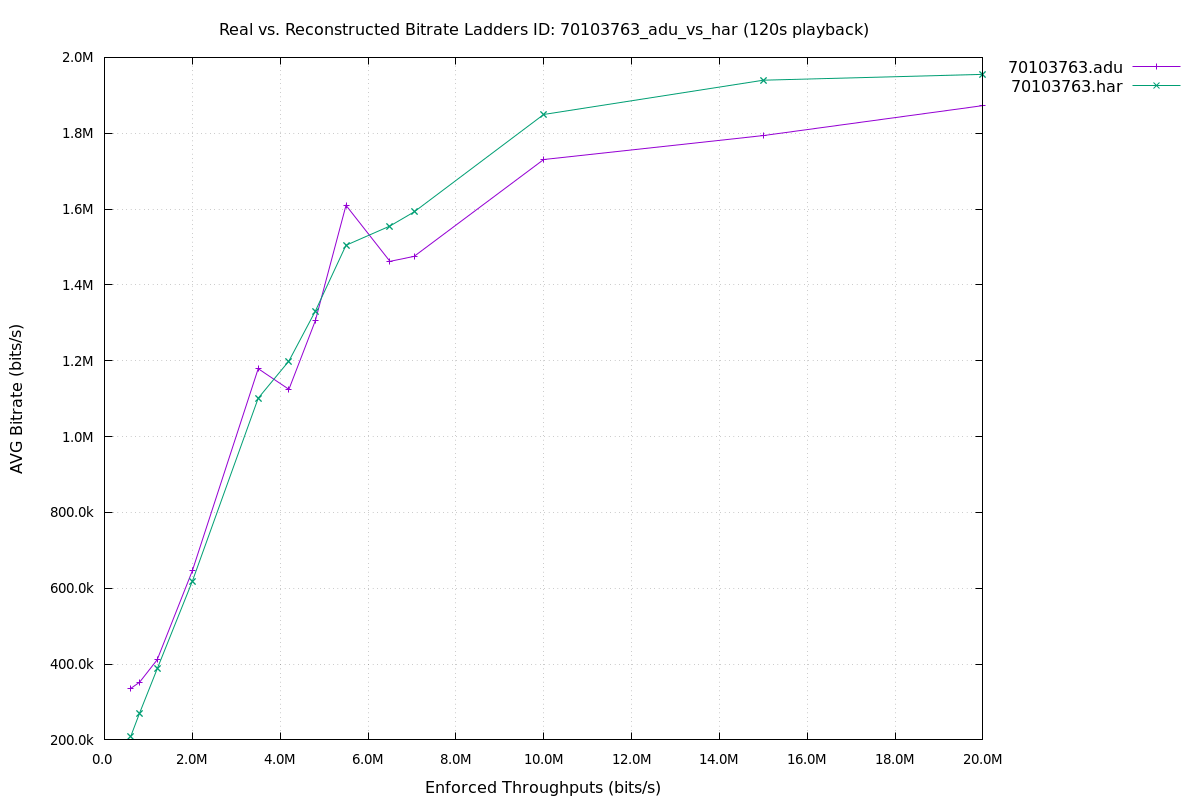 Real vs. Reconstructed Bitrate Ladders ID: 70103763_adu_vs_har (120s playback)
70103763.adu
70103763.har
2.0M
1.8M
1.6M
1.4M
1.2M
1.0M
800.0k
600.0k
400.0k
200.0k
AVG Bitrate (bits/s)
0.0 2.0M 4.0M 6.0M 8.0M 10.0M 12.0M 14.0M 16.0M 18.0M 20.0M
Enforced Throughputs (bits/s)